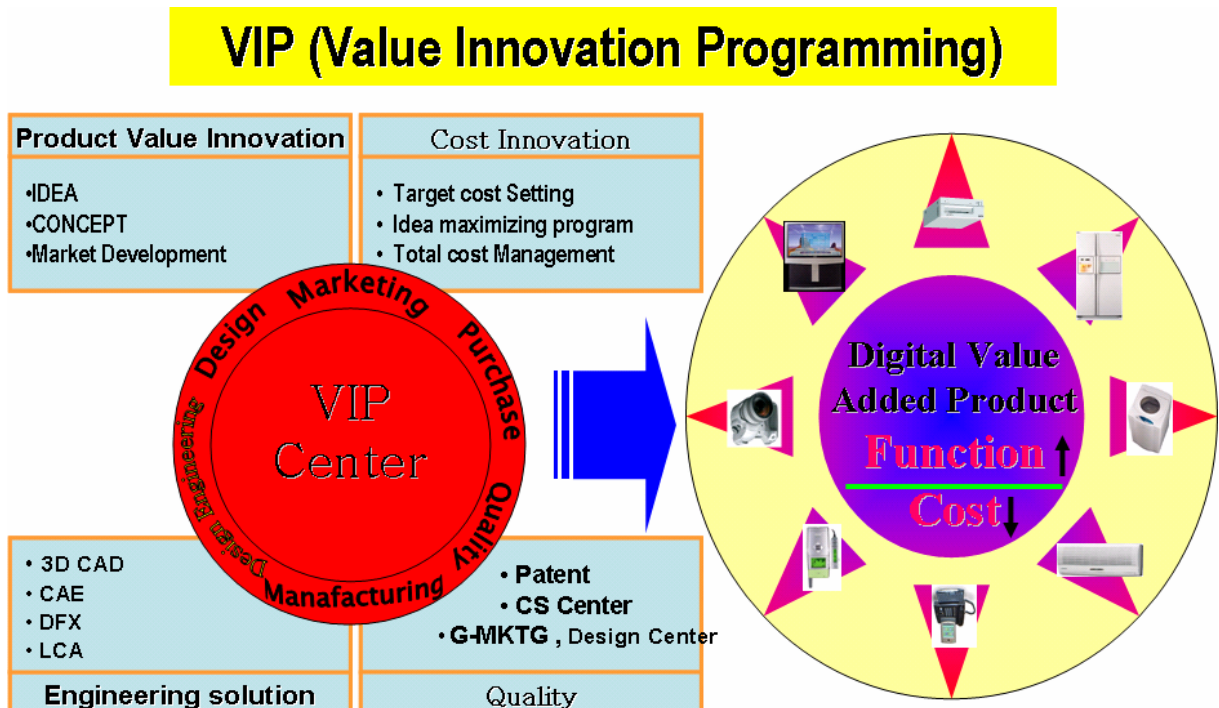 VIP (Value Innovation Programming)
Product Value Innovation
•IDEA
•CONCEPT
•Market Development
Cost Innovation
• Target cost Setting
• Idea maximizing program
• Total cost Management
Design Marketing Purchase Quality Manafacturing Design Engineering
VIP
Center
• 3D CAD
• CAE
• DFX
• LCA
Engineering solution
• Patent
• CS Center
•G-MKTG , Design Center
Quality
Digital Value
Added Product
Function
Cost